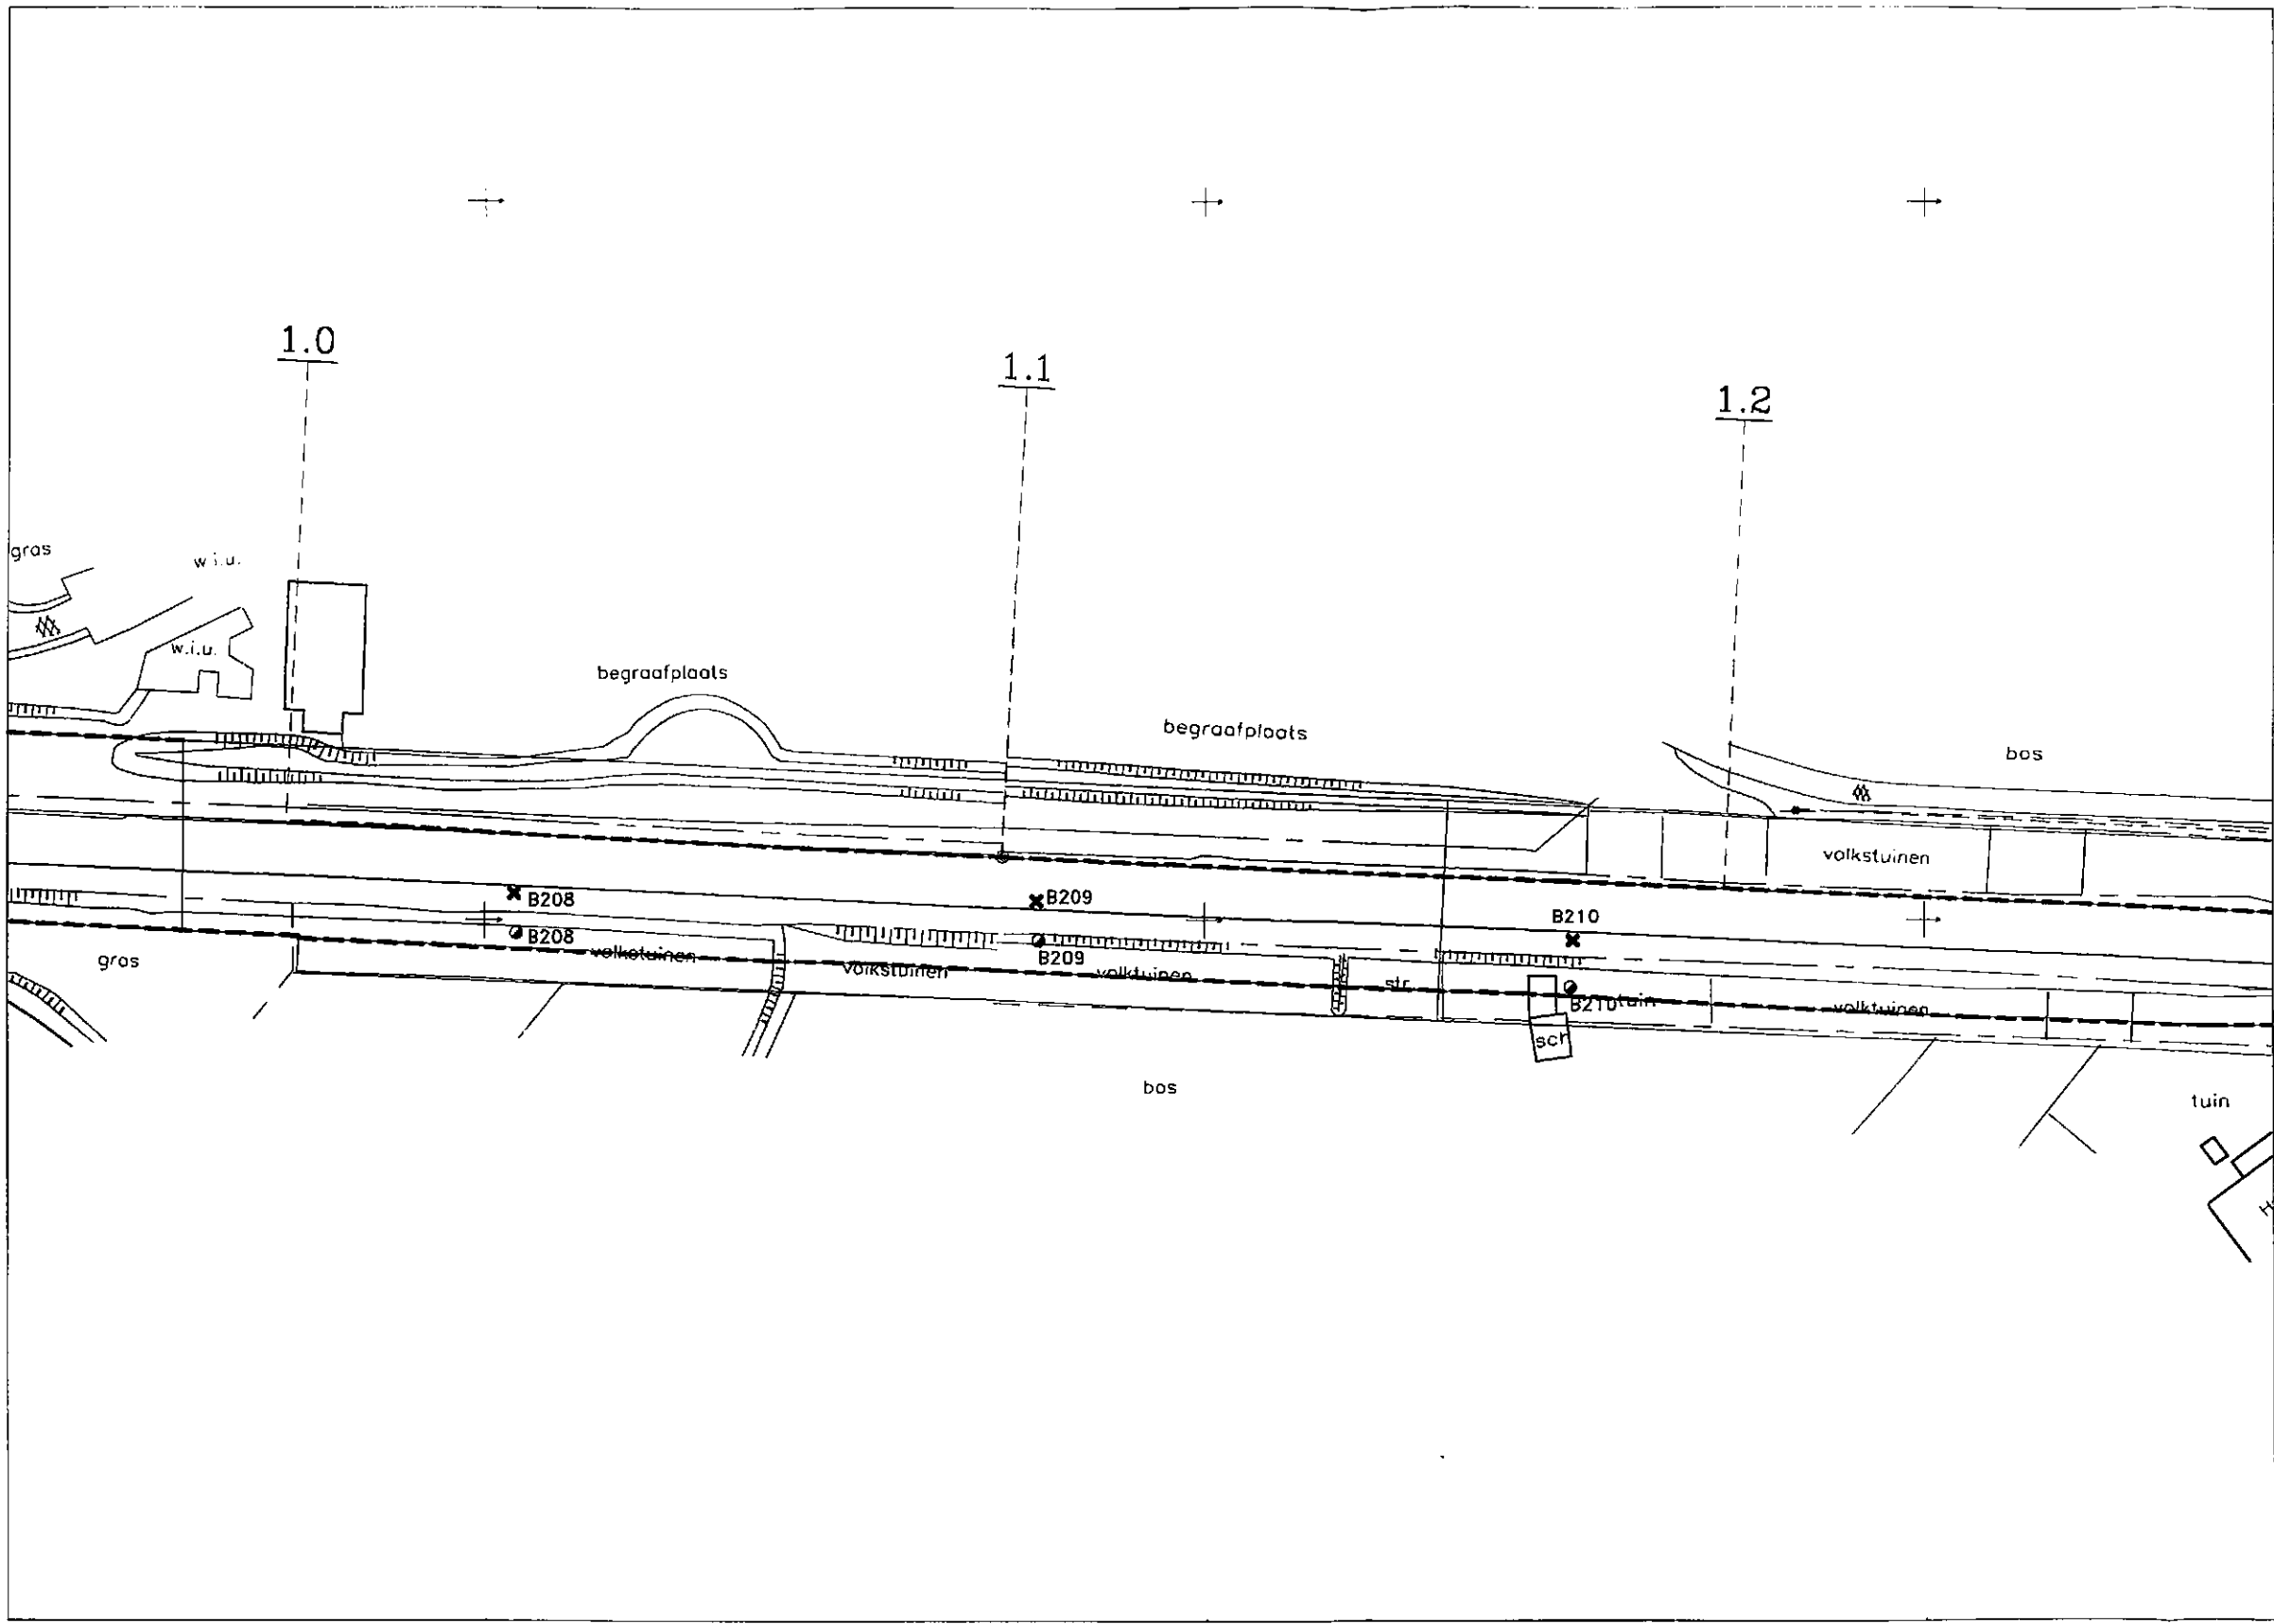 1.0
1.1
1.2
gras
w.i.u.
w.i.u.
begraafplaats
begraafplaats
bos
volkstuinen
B208
B209
B210
B208
volkstuinen
gras
volkstuinen
B209
volktuinen
str
B210
tuin
volktuinen
sch
bos
tuin
H